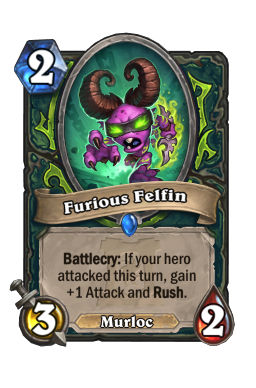 2
Furious Felfin
Battlecry: If your hero
attacked this turn, gain
+1 Attack and Rush.
3
Murloc
2